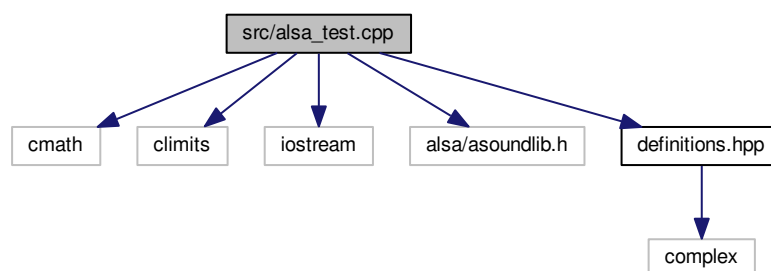 src/alsa_test.cpp
cmath
climits
iostream
alsa/asoundlib.h
definitions.hpp
complex